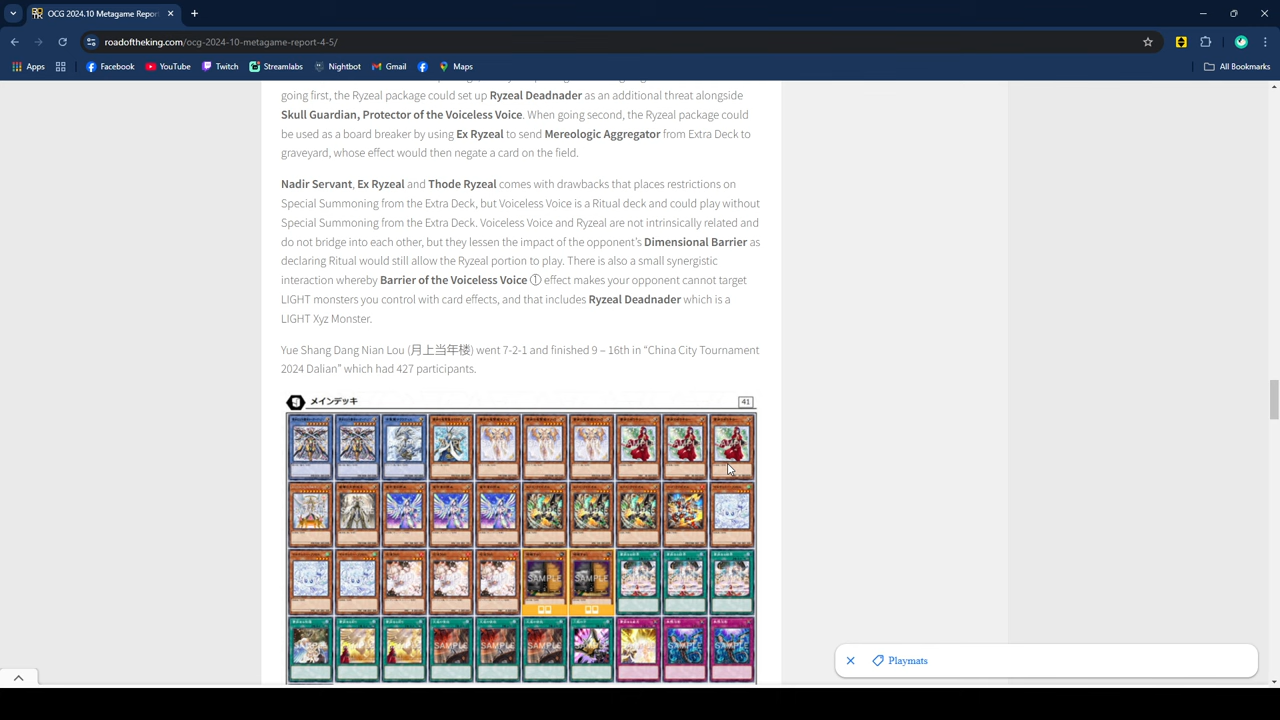 OCG 2024.10 Metagame Report
roadoftheking.com/ocg-2024-10-metagame-report-4-5/
Apps Facebook YouTube Twitch Streamlabs Nightbot Gmail Maps All Bookmarks
going first, the Ryzeal package could set up Ryzeal Deadnader as an additional threat alongside
Skull Guardian, Protector of the Voiceless Voice. When going second, the Ryzeal package could
be used as a board breaker by using Ex Ryzeal to send Mereologic Aggregator from Extra Deck to
graveyard, whose effect would then negate a card on the field.
Nadir Servant, Ex Ryzeal and Thode Ryzeal comes with drawbacks that places restrictions on
Special Summoning from the Extra Deck, but Voiceless Voice is a Ritual deck and could play without
Special Summoning from the Extra Deck. Voiceless Voice and Ryzeal are not intrinsically related and
do not bridge into each other, but they lessen the impact of the opponent's Dimensional Barrier as
declaring Ritual would still allow the Ryzeal portion to play. There is also a small synergistic
interaction whereby Barrier of the Voiceless Voice ① effect makes your opponent cannot target
LIGHT monsters you control with card effects, and that includes Ryzeal Deadnader which is a
LIGHT Xyz Monster.
Yue Shang Dang Nian Lou (月上当年楼) went 7-2-1 and finished 9 – 16th in “China City Tournament
2024 Dalian” which had 427 participants.
メインデッキ 41
SAMPLE SAMPLE
Playmats